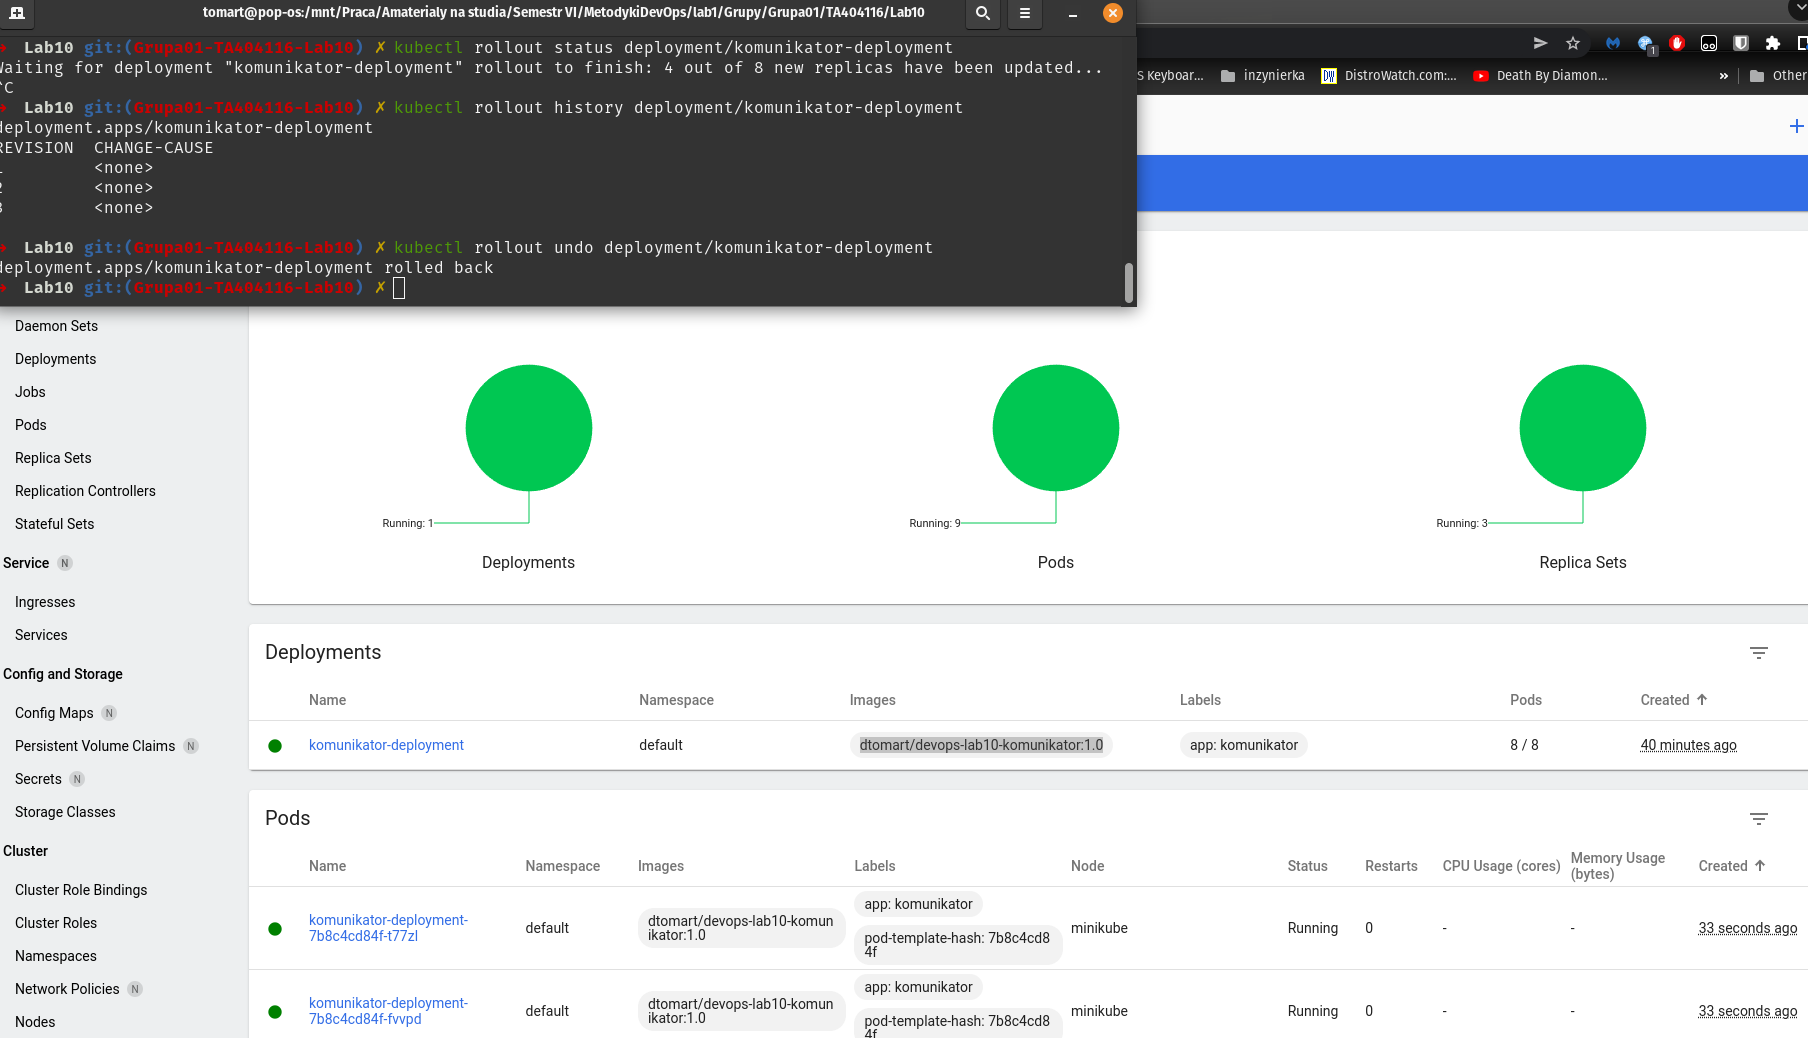 tomart@pop-os:/mnt/Praca/Amaterialy na studia/Semestr VI/MetodykiDevOps/lab1/Grupy/Grupa01/TA404116/Lab10
Lab10 git:(Grupa01-TA404116-Lab10) ✗ kubectl rollout status deployment/komunikator-deployment
Waiting for deployment "komunikator-deployment" rollout to finish: 4 out of 8 new replicas have been updated...
^C
Lab10 git:(Grupa01-TA404116-Lab10) ✗ kubectl rollout history deployment/komunikator-deployment
deployment.apps/komunikator-deployment
REVISION CHANGE-CAUSE
1 <none>
2 <none>
3 <none>
Lab10 git:(Grupa01-TA404116-Lab10) ✗ kubectl rollout undo deployment/komunikator-deployment
deployment.apps/komunikator-deployment rolled back
Lab10 git:(Grupa01-TA404116-Lab10) ✗
1
S Keyboar... inzynierka DW DistroWatch.com:... Death By Diamon... » Other
Daemon Sets
Deployments
Jobs
Pods
Replica Sets
Replication Controllers
Stateful Sets
Service N
Ingresses
Services
Config and Storage
Config Maps N
Persistent Volume Claims N
Secrets N
Storage Classes
Cluster
Cluster Role Bindings
Cluster Roles
Namespaces
Network Policies N
Nodes
Running: 1
Deployments
Running: 9
Pods
Running: 3
Replica Sets
Deployments
Name Namespace Images Labels Pods Created
komunikator-deployment default dtomart/devops-lab10-komunikator:1.0 app: komunikator 8 / 8 40 minutes ago
Pods
Name Namespace Images Labels Node Status Restarts CPU Usage (cores) Memory Usage (bytes) Created
komunikator-deployment-7b8c4cd84f-t77zl default dtomart/devops-lab10-komunikator:1.0 app: komunikator pod-template-hash: 7b8c4cd84f minikube Running 0 - - 33 seconds ago
komunikator-deployment-7b8c4cd84f-fvvpd default dtomart/devops-lab10-komunikator:1.0 app: komunikator pod-template-hash: 7b8c4cd84f minikube Running 0 - - 33 seconds ago